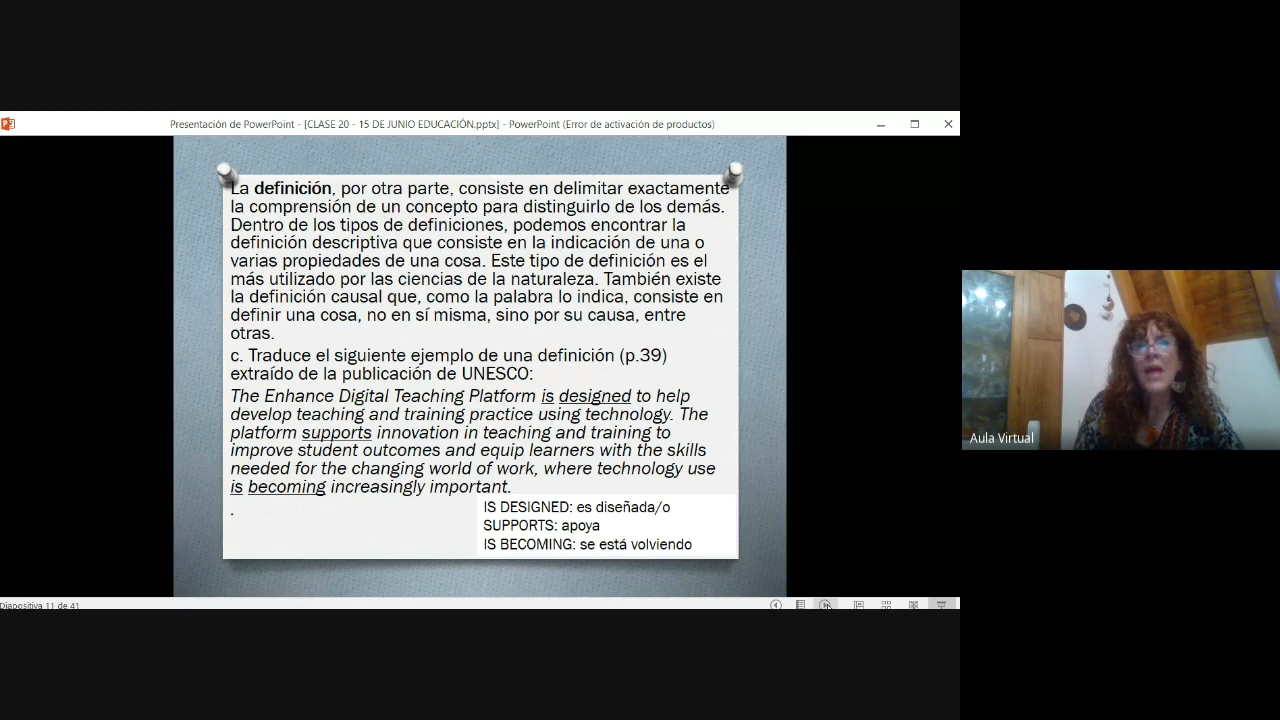 Presentación de PowerPoint - [CLASE 20 - 15 DE JUNIO EDUCACIÓN.pptx] - PowerPoint (Error de activación de productos)
La definición, por otra parte, consiste en delimitar exactamente
la comprensión de un concepto para distinguirlo de los demás.
Dentro de los tipos de definiciones, podemos encontrar la
definición descriptiva que consiste en la indicación de una o
varias propiedades de una cosa. Este tipo de definición es el
más utilizado por las ciencias de la naturaleza. También existe
la definición causal que, como la palabra lo indica, consiste en
definir una cosa, no en sí misma, sino por su causa, entre
otras.
c. Traduce el siguiente ejemplo de una definición (p.39)
extraído de la publicación de UNESCO:
The Enhance Digital Teaching Platform is designed to help
develop teaching and training practice using technology. The
platform supports innovation in teaching and training to
improve student outcomes and equip learners with the skills
needed for the changing world of work, where technology use
is becoming increasingly important.
.
IS DESIGNED: es diseñada/o
SUPPORTS: apoya
IS BECOMING: se está volviendo
Diapositiva 11 de 41
Aula Virtual